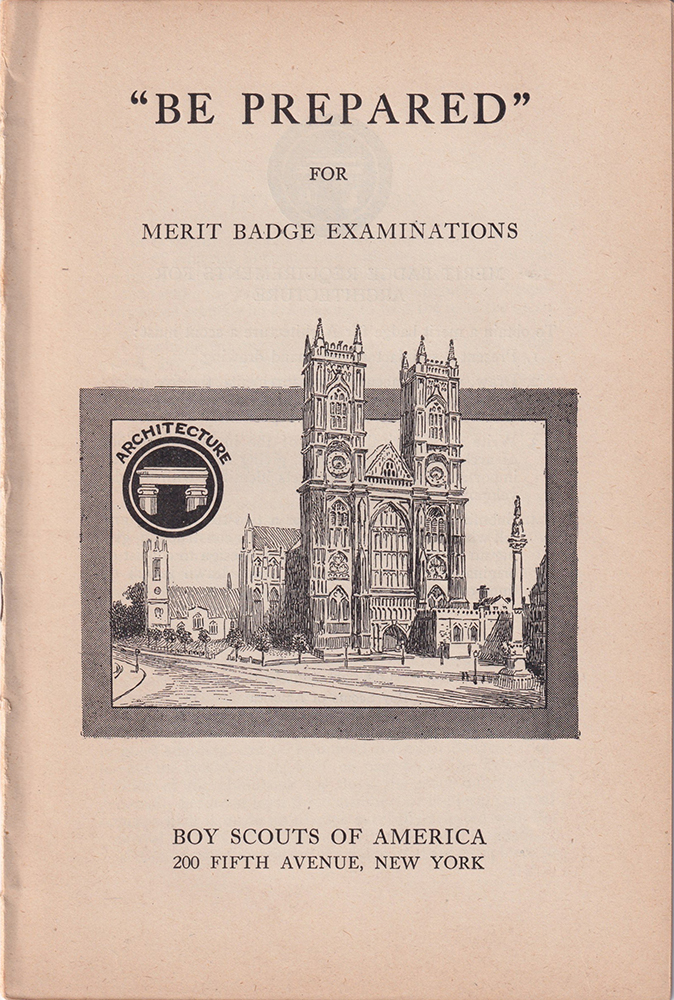 “BE PREPARED”
FOR
MERIT BADGE EXAMINATIONS
ARCHITECTURE
BOY SCOUTS OF AMERICA
200 FIFTH AVENUE, NEW YORK